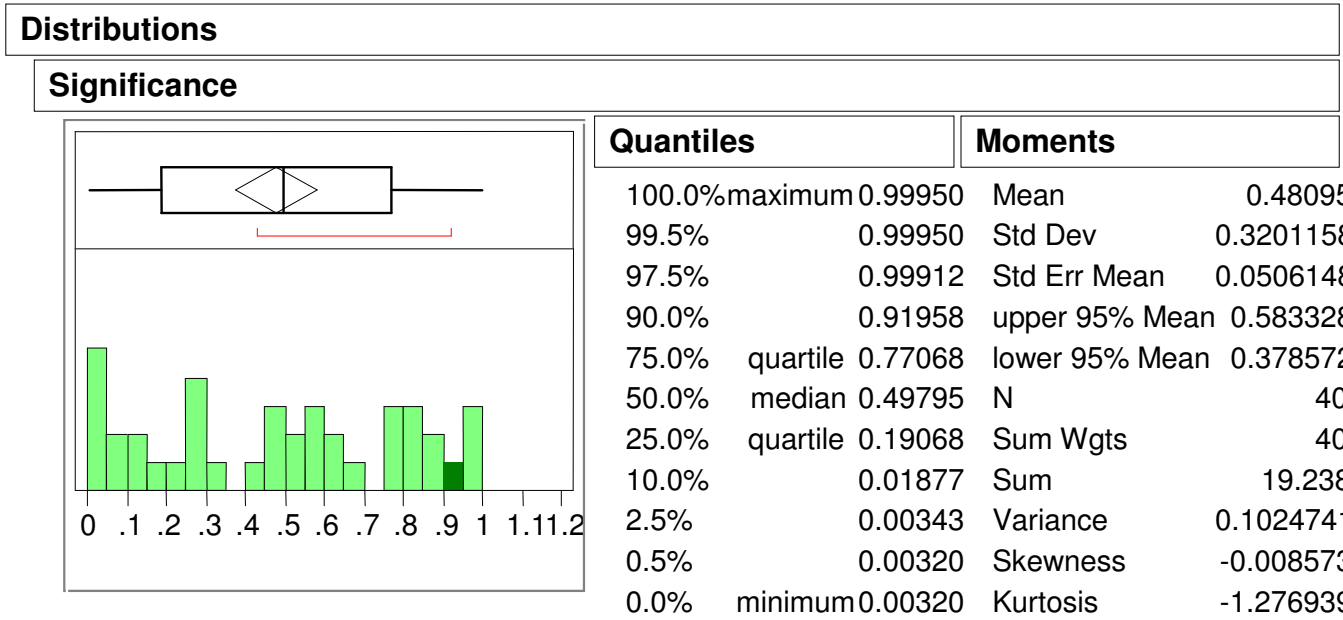 Distributions
Significance
0 .1 .2 .3 .4 .5 .6 .7 .8 .9 1 1.11.2
Quantiles
100.0%maximum 0.99950
99.5% 0.99950
97.5% 0.99912
90.0% 0.91958
75.0% quartile 0.77068
50.0% median 0.49795
25.0% quartile 0.19068
10.0% 0.01877
2.5% 0.00343
0.5% 0.00320
0.0% minimum 0.00320
Moments
Mean 0.48095
Std Dev 0.3201158
Std Err Mean 0.0506148
upper 95% Mean 0.583328
lower 95% Mean 0.378572
N 40
Sum Wgts 40
Sum 19.238
Variance 0.1024741
Skewness -0.008573
Kurtosis -1.276939